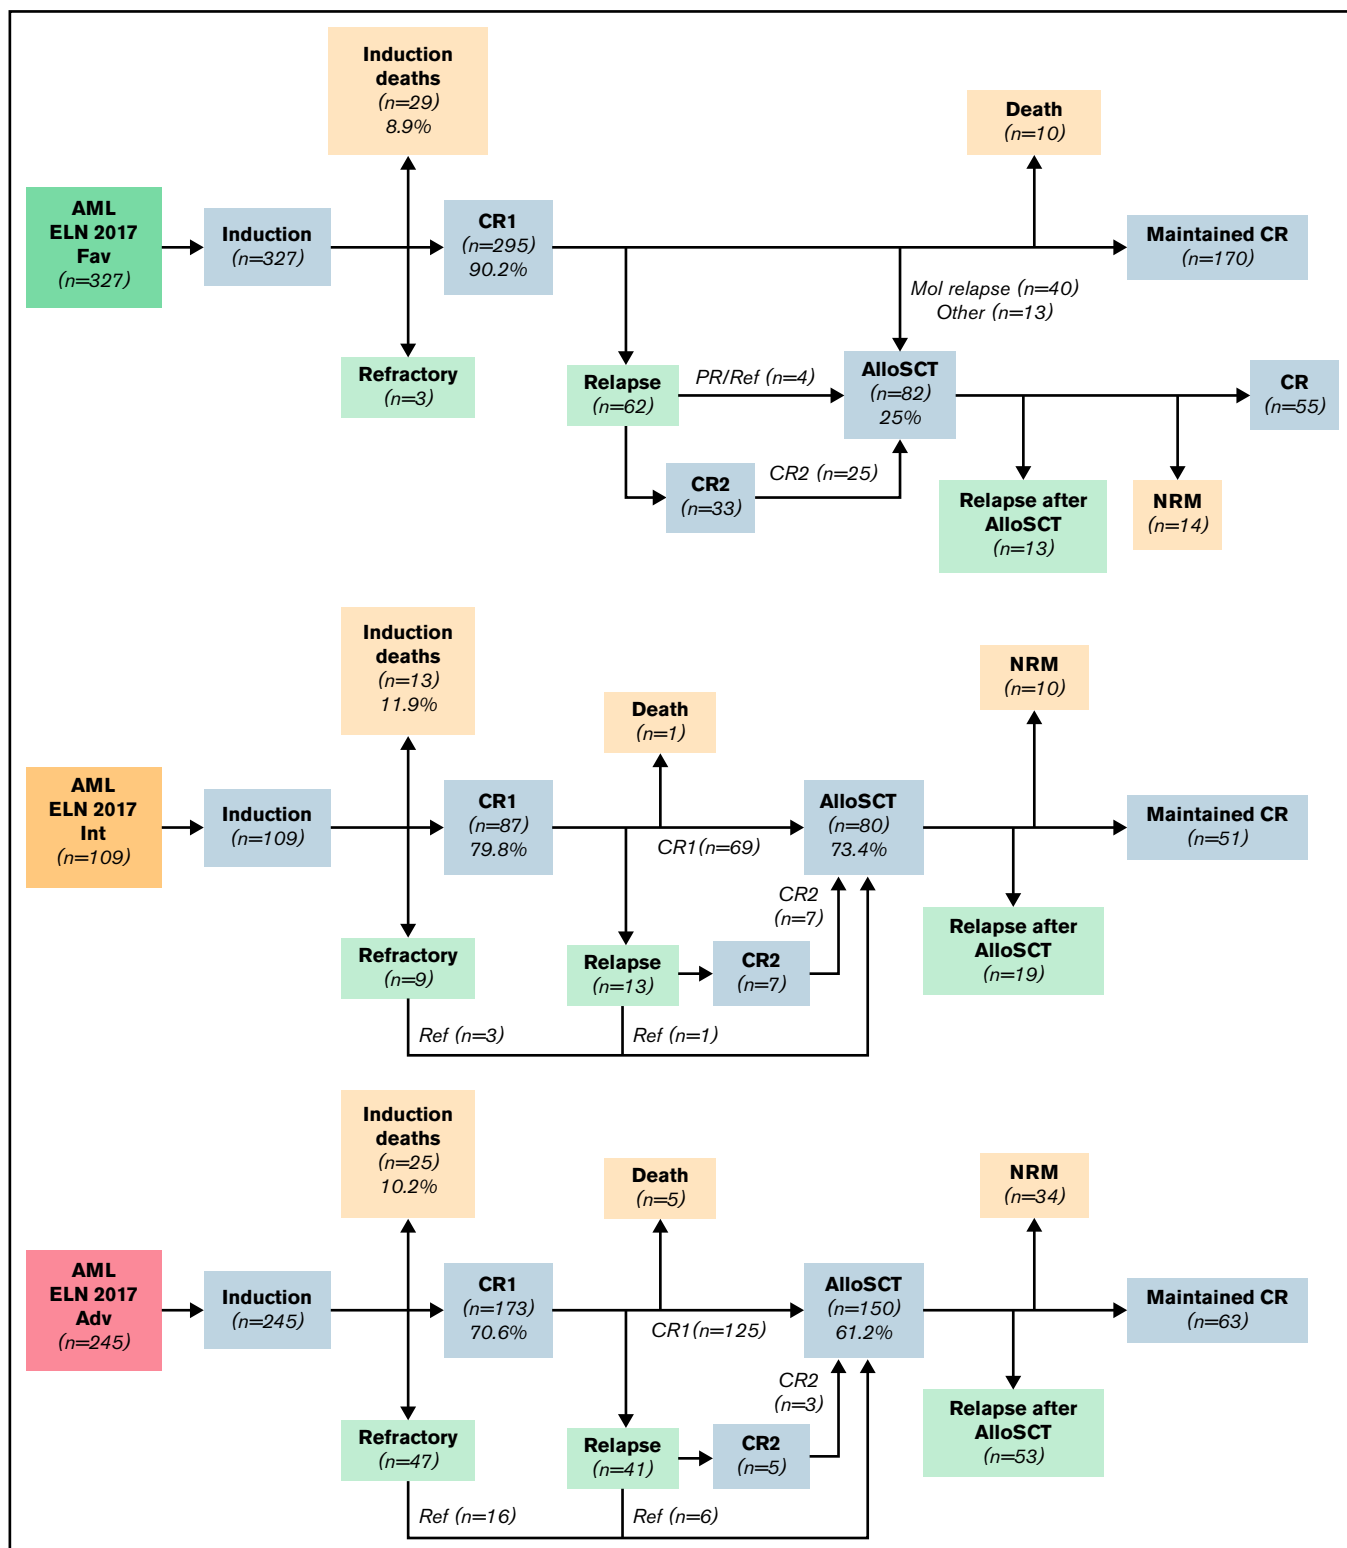 Induction
deaths
(n=29)
8.9%
Death
(n=10)
AML
ELN 2017
Fav
(n=327)
Induction
(n=327)
CR1
(n=295)
90.2%
Maintained CR
(n=170)
Mol relapse (n=40)
Other (n=13)
Refractory
(n=3)
Relapse
(n=62)
PR/Ref (n=4)
AlloSCT
(n=82)
25%
CR
(n=55)
CR2
(n=33)
CR2 (n=25)
Relapse after
AlloSCT
(n=13)
NRM
(n=14)
Induction
deaths
(n=13)
11.9%
Death
(n=1)
NRM
(n=10)
AML
ELN 2017
Int
(n=109)
Induction
(n=109)
CR1
(n=87)
79.8%
CR1(n=69)
AlloSCT
(n=80)
73.4%
Maintained CR
(n=51)
CR2
(n=7)
Refractory
(n=9)
Relapse
(n=13)
CR2
(n=7)
Relapse after
AlloSCT
(n=19)
Ref (n=3)
Ref (n=1)
Induction
deaths
(n=25)
10.2%
Death
(n=5)
NRM
(n=34)
AML
ELN 2017
Adv
(n=245)
Induction
(n=245)
CR1
(n=173)
70.6%
CR1(n=125)
AlloSCT
(n=150)
61.2%
Maintained CR
(n=63)
CR2
(n=3)
Refractory
(n=47)
Relapse
(n=41)
CR2
(n=5)
Relapse after
AlloSCT
(n=53)
Ref (n=16)
Ref (n=6)